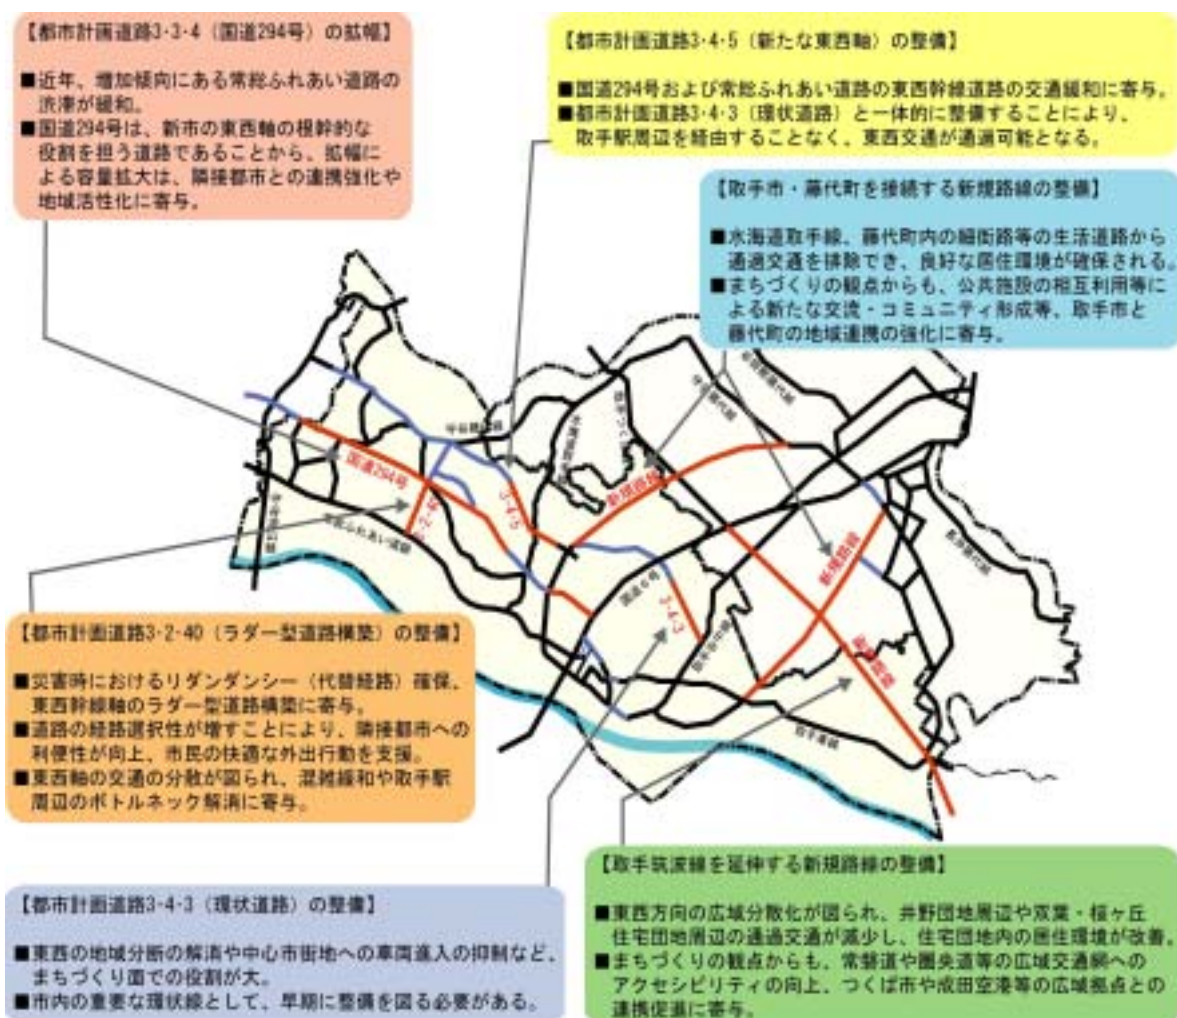 【都市計画道路3・3・4（国道294号）の拡幅】
■近年、増加傾向にある常総ふれあい道路の
渋滞が緩和。
■国道294号は、新市の東西軸の根幹的な
役割を担う道路であることから、拡幅に
よる容量拡大は、隣接都市との連携強化や
地域活性化に寄与。
【都市計画道路3・4・5（新たな東西軸）の整備】
■国道294号および常総ふれあい道路の東西幹線道路の交通緩和に寄与。
■都市計画道路3・4・3（環状道路）と一体的に整備することにより、
取手駅周辺を経由することなく、東西交通が通過可能となる。
【取手市・藤代町を接続する新規路線の整備】
■水海道取手線、藤代町内の細街路等の生活道路から
通過交通を排除でき、良好な居住環境が確保される。
■まちづくりの観点からも、公共施設の相互利用等に
よる新たな交流・コミュニティ形成等、取手市と
藤代町の地域連携の強化に寄与。
国道294号
3・4・5
新規路線
新規路線
国道6号
3・4・3
常総ふれあい道路
【都市計画道路3・2・40（ラダー型道路構築）の整備】
■災害時におけるリダンダンシー（代替経路）確保、
東西幹線軸のラダー型道路構築に寄与。
■道路の経路選択性が増すことにより、隣接都市への
利便性が向上、市民の快適な外出行動を支援。
■東西軸の交通の分散が図られ、混雑緩和や取手駅
周辺のボトルネック解消に寄与。
【都市計画道路3・4・3（環状道路）の整備】
■東西の地域分断の解消や中心市街地への車両進入の抑制など、
まちづくり面での役割が大。
■市内の重要な環状線として、早期に整備を図る必要がある。
【取手筑波線を延伸する新規路線の整備】
■東西方向の広域分散化が図られ、井野団地周辺や双葉・桜ヶ丘
住宅団地周辺の通過交通が減少し、住宅団地内の居住環境が改善。
■まちづくりの観点からも、常磐道や圏央道等の広域交通網への
アクセシビリティの向上、つくば市や成田空港等の広域拠点との
連携促進に寄与。